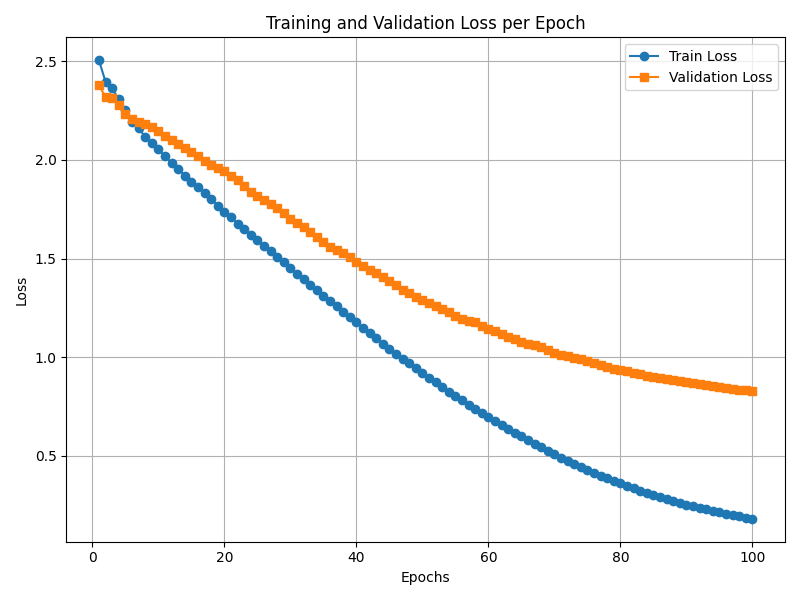 Training and Validation Loss per Epoch
Train Loss
Validation Loss
2.5
2.0
1.5
1.0
0.5
Loss
0 20 40 60 80 100
Epochs